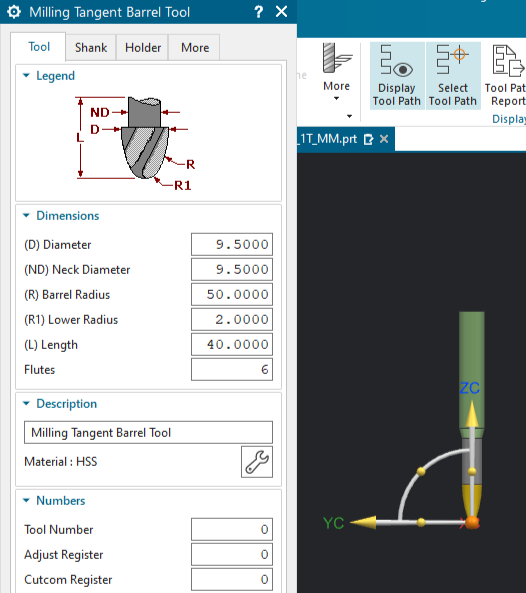 Milling Tangent Barrel Tool ?
Tool Shank Holder More
Legend
ND
D
L
R
R1
Dimensions
(D) Diameter 9.5000
(ND) Neck Diameter 9.5000
(R) Barrel Radius 50.0000
(R1) Lower Radius 2.0000
(L) Length 40.0000
Flutes 6
Description
Milling Tangent Barrel Tool
Material : HSS
Numbers
Tool Number 0
Adjust Register 0
Cutcom Register 0
More
Display
Tool Path
Select
Tool Path
Tool Pat
Report
Display
_1T_MM.prt
ZC
YC